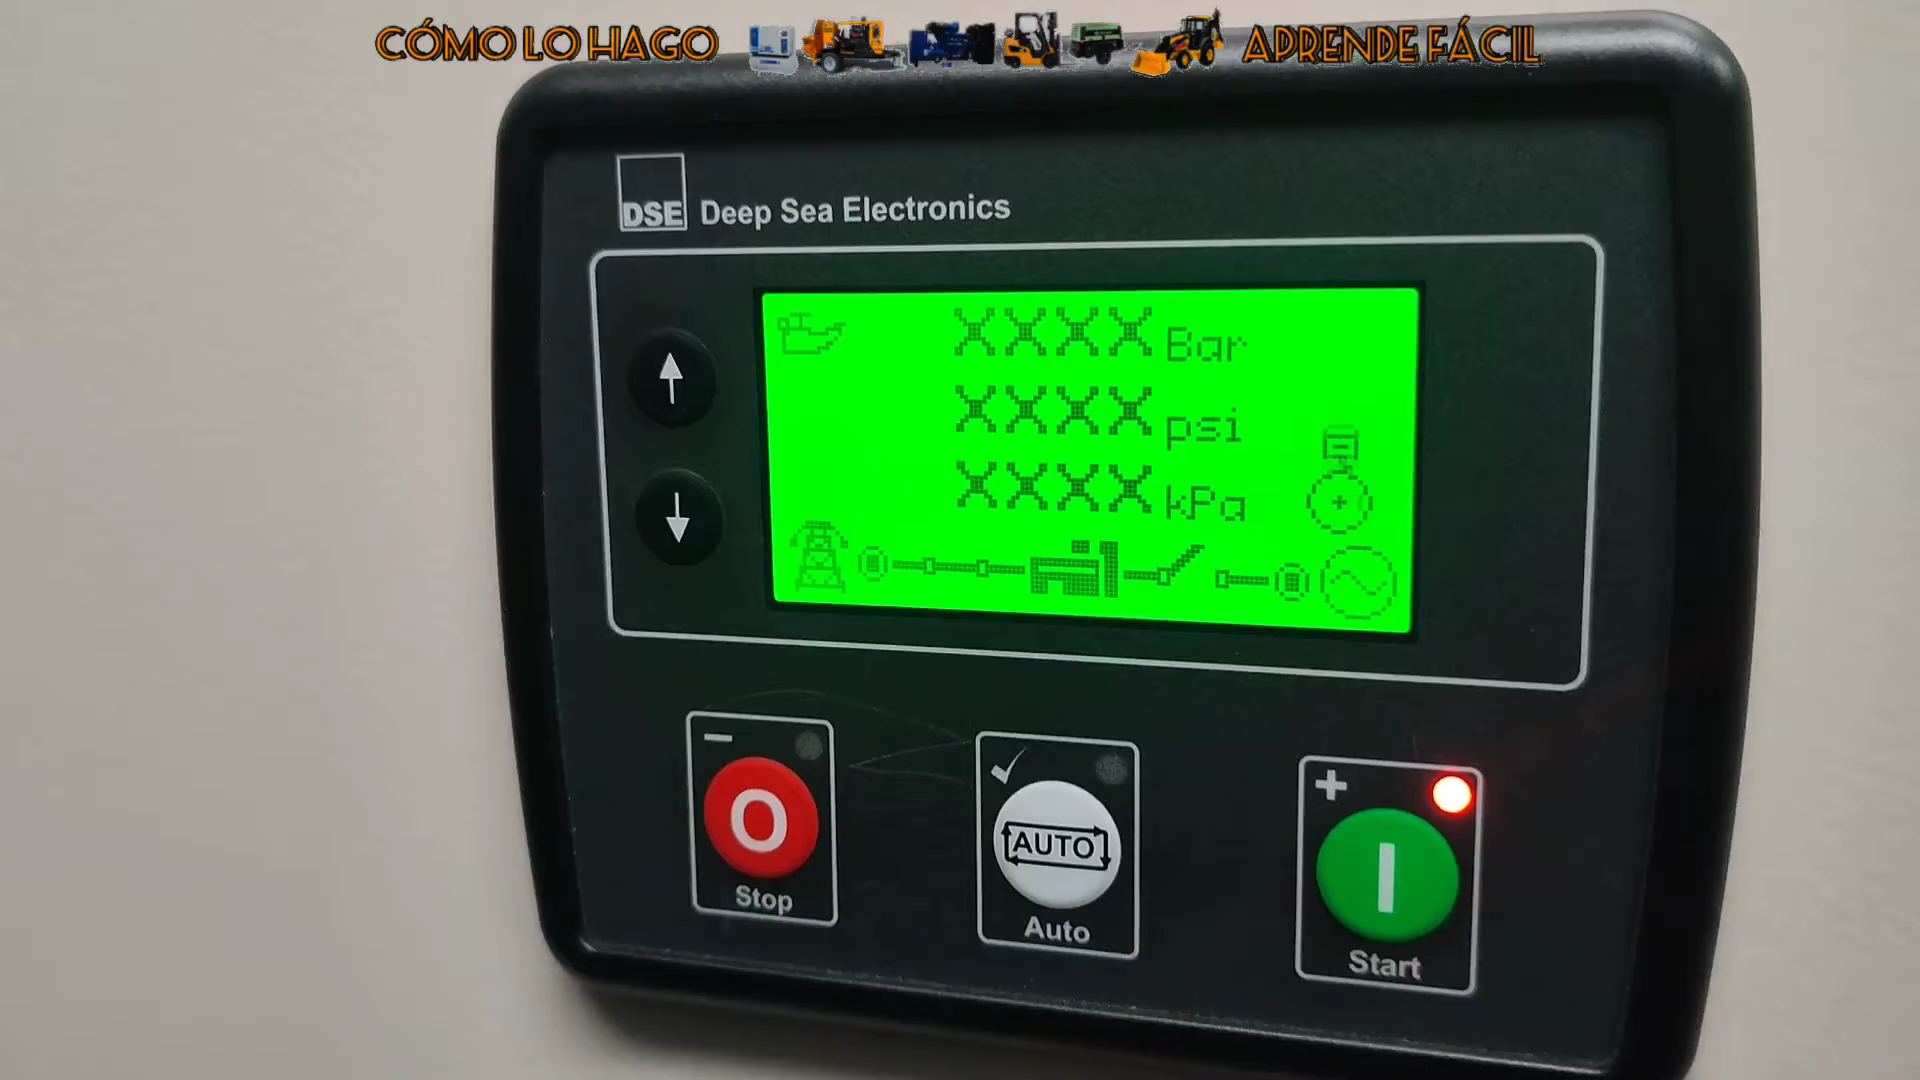 CÓMO LO HAGO APRENDE FÁCIL
DSE Deep Sea Electronics
XXXX Bar
XXXX psi
XXXX kPa
O
Stop
AUTO
Auto
I
Start